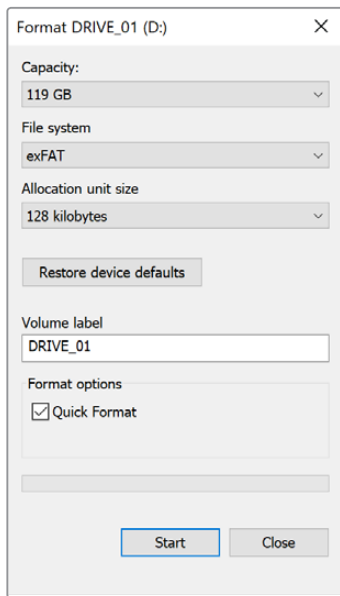 Format DRIVE_01 (D:)
Capacity:
119 GB
File system
exFAT
Allocation unit size
128 kilobytes
Restore device defaults
Volume label
DRIVE_01
Format options
Quick Format
Start Close